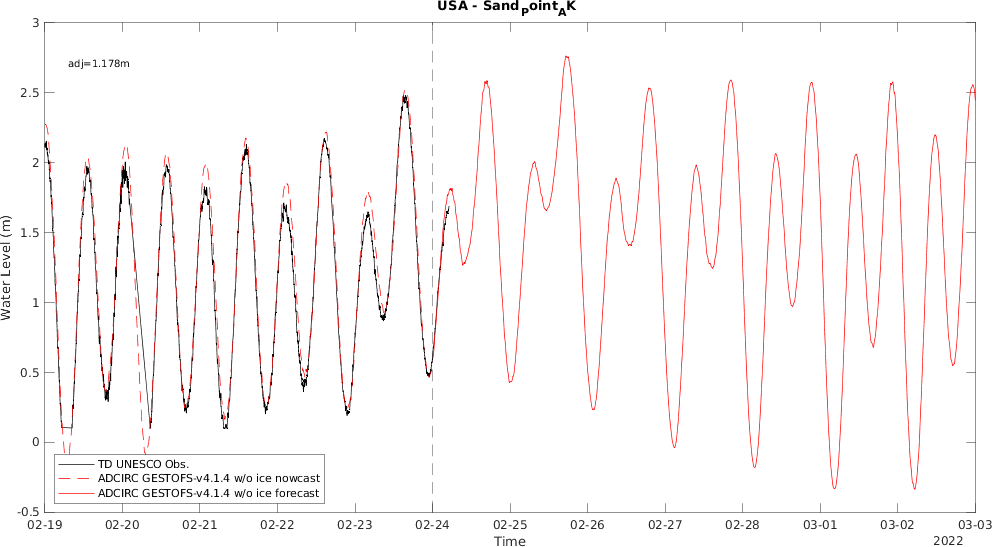 USA - SandPointAK
adj=1.178m
3
2.5
2
1.5
1
0.5
0
-0.5
Water Level (m)
TD UNESCO Obs.
ADCIRC GESTOFS-v4.1.4 w/o ice nowcast
ADCIRC GESTOFS-v4.1.4 w/o ice forecast
02-19 02-20 02-21 02-22 02-23 02-24 02-25 02-26 02-27 02-28 03-01 03-02 03-03
Time
2022